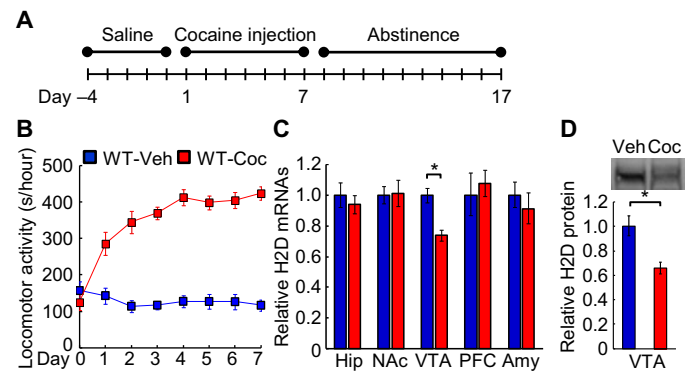 A
Saline Cocaine injection Abstinence
Day –4 1 7 17
B
WT-Veh WT-Coc
Locomotor activity (s/hour)
500
400
300
200
100
0
Day 0 1 2 3 4 5 6 7
C
Relative H2D mRNAs
1.2
1.0
0.8
0.6
0.4
0.2
0
*
Hip NAc VTA PFC Amy
D
Veh Coc
Relative H2D protein
1.2
1.0
0.8
0.6
0.4
0.2
0
*
VTA